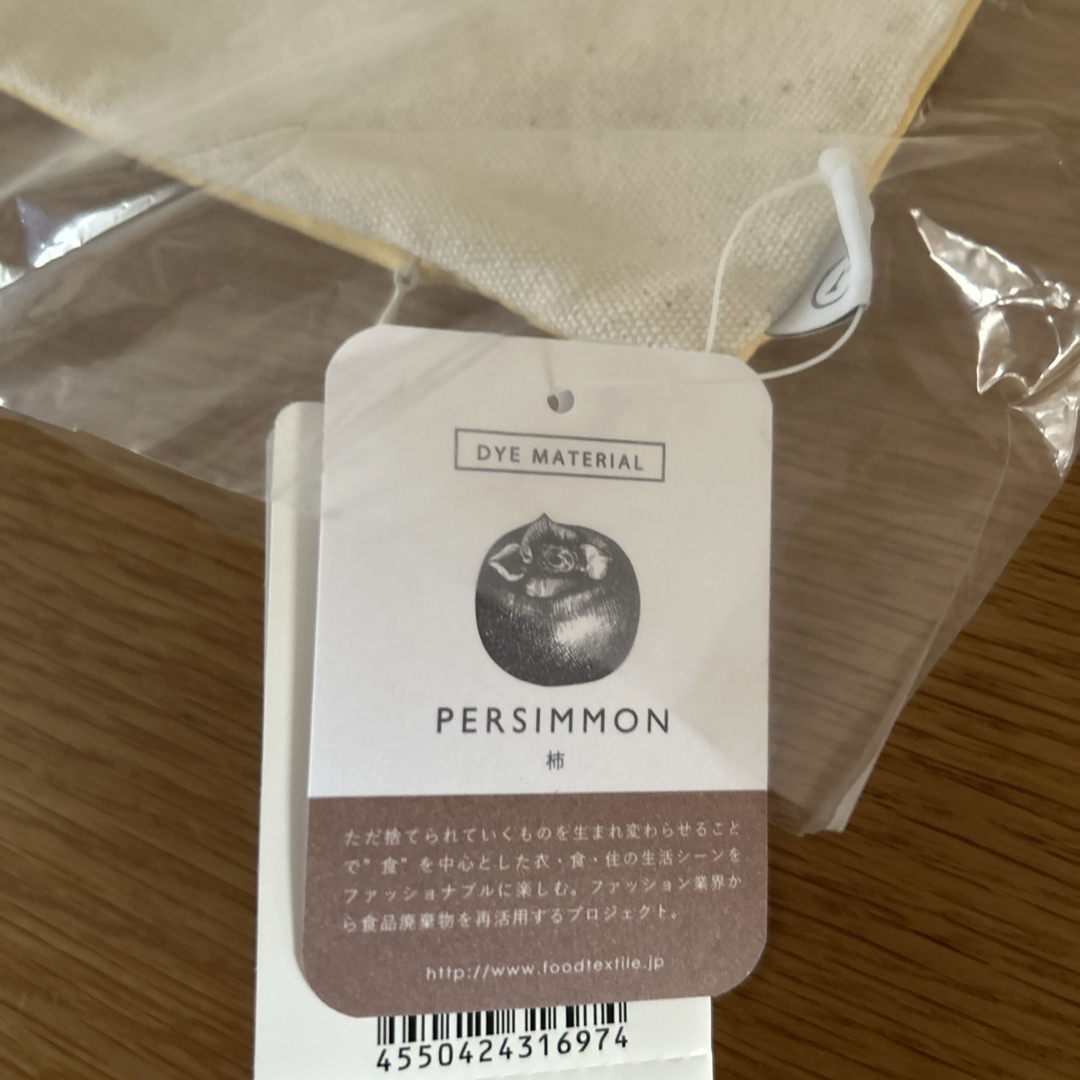 DYE MATERIAL
PERSIMMON
柿
ただ捨てられていくものを生まれ変わらせること
で"食"を中心とした衣・食・住の生活シーンを
ファッショナブルに楽しむ。ファッション業界か
ら食品廃棄物を再活用するプロジェクト。
http://www.foodtextile.jp
4550424316974